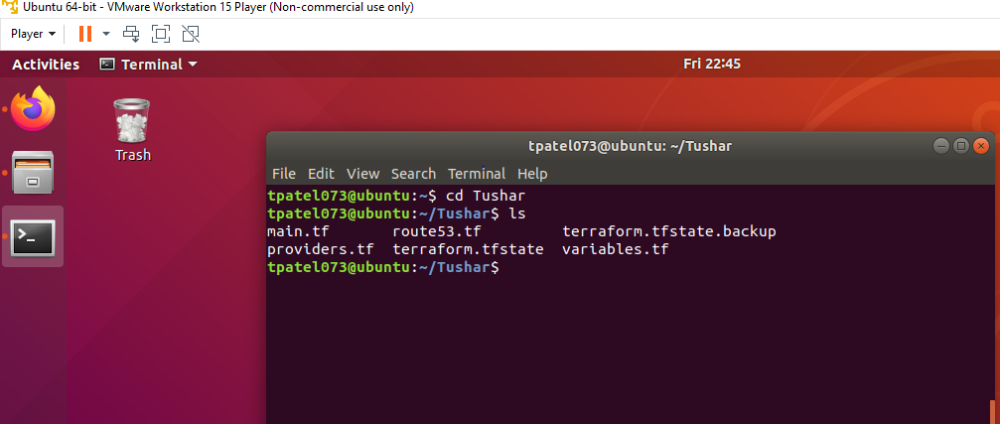 Ubuntu 64-bit - VMware Workstation 15 Player (Non-commercial use only)
Player
Activities Terminal Fri 22:45
Trash
tpatel073@ubuntu: ~/Tushar
File Edit View Search Terminal Help
tpatel073@ubuntu:~$ cd Tushar
tpatel073@ubuntu:~/Tushar$ ls
main.tf route53.tf terraform.tfstate.backup
providers.tf terraform.tfstate variables.tf
tpatel073@ubuntu:~/Tushar$